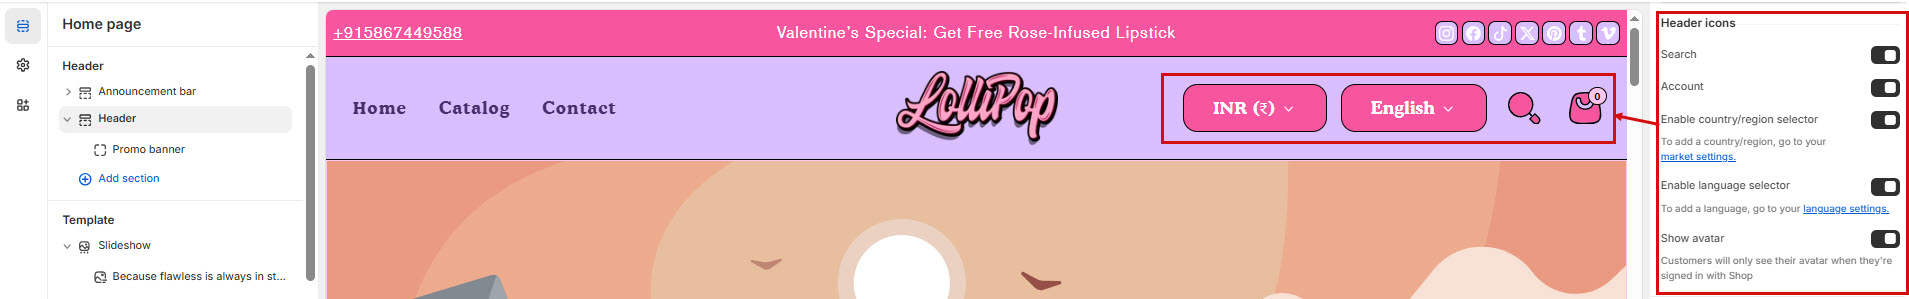 Home page
Header
Announcement bar
Header
Promo banner
Add section
Template
Slideshow
Because flawless is always in st...
+915867449588
Valentine's Special: Get Free Rose-Infused Lipstick
Home Catalog Contact
LolliPop
INR (₹)
English
0
Header icons
Search
Account
Enable country/region selector
To add a country/region, go to your
market settings.
Enable language selector
To add a language, go to your language settings.
Show avatar
Customers will only see their avatar when they're
signed in with Shop